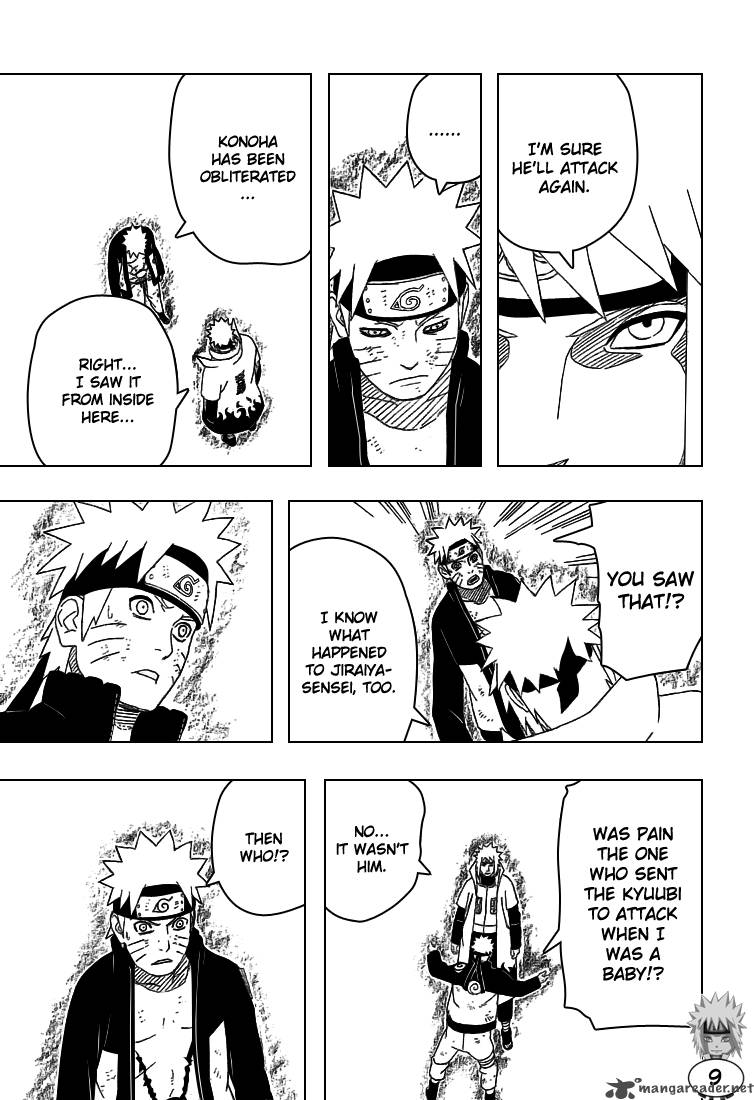 I'M SURE
HE'LL ATTACK
AGAIN.
......
KONOHA
HAS BEEN
OBLITERATED
...
RIGHT...
I SAW IT
FROM INSIDE
HERE...
YOU SAW
THAT!?
I KNOW
WHAT
HAPPENED
TO JIRAIYA-
SENSEI, TOO.
WAS PAIN
THE ONE
WHO SENT
THE KYUUBI
TO ATTACK
WHEN I
WAS A
BABY!?
NO...
IT WASN'T
HIM.
THEN
WHO!?
9
mangareader.net